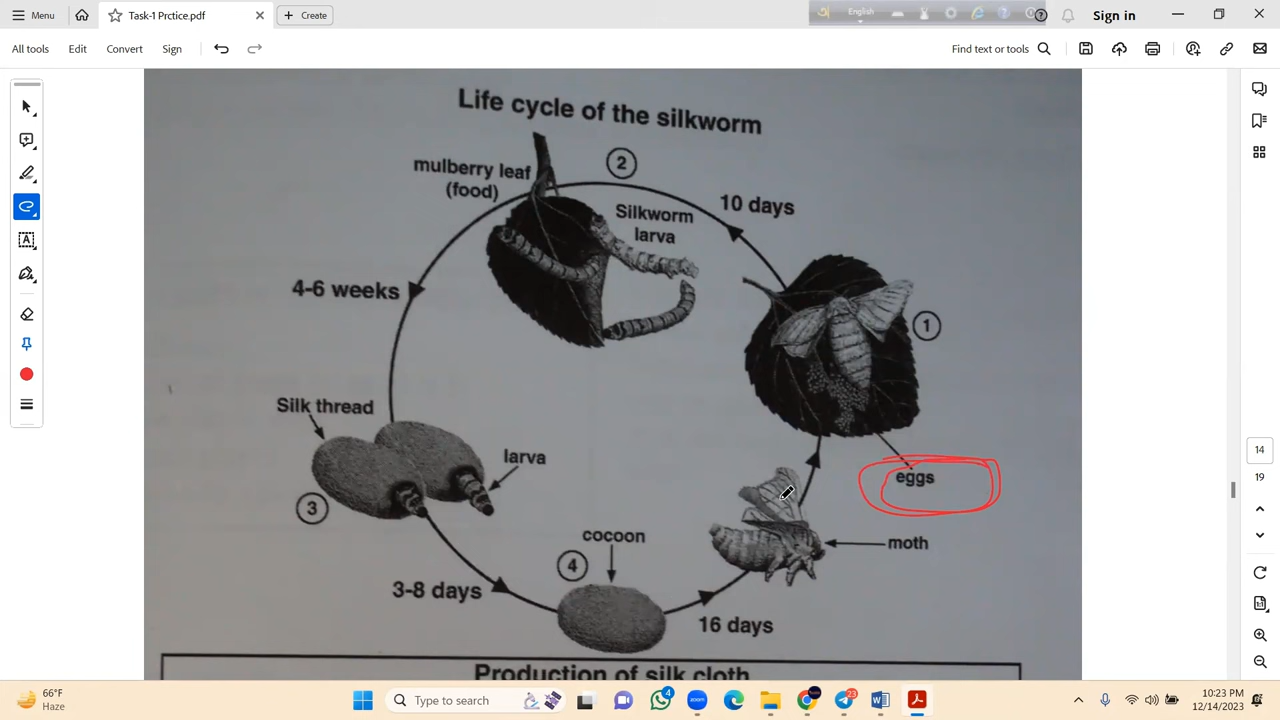 Menu
Task-1 Prctice.pdf
Create
English
Sign in
All tools
Edit
Convert
Sign
Find text or tools
Life cycle of the silkworm
mulberry leaf
(food)
2
10 days
Silkworm
larva
4-6 weeks
1
Silk thread
larva
eggs
3
cocoon
4
moth
3-8 days
16 days
Production of silk cloth
14
19
66°F
Haze
Type to search
4
23
10:23 PM
12/14/2023